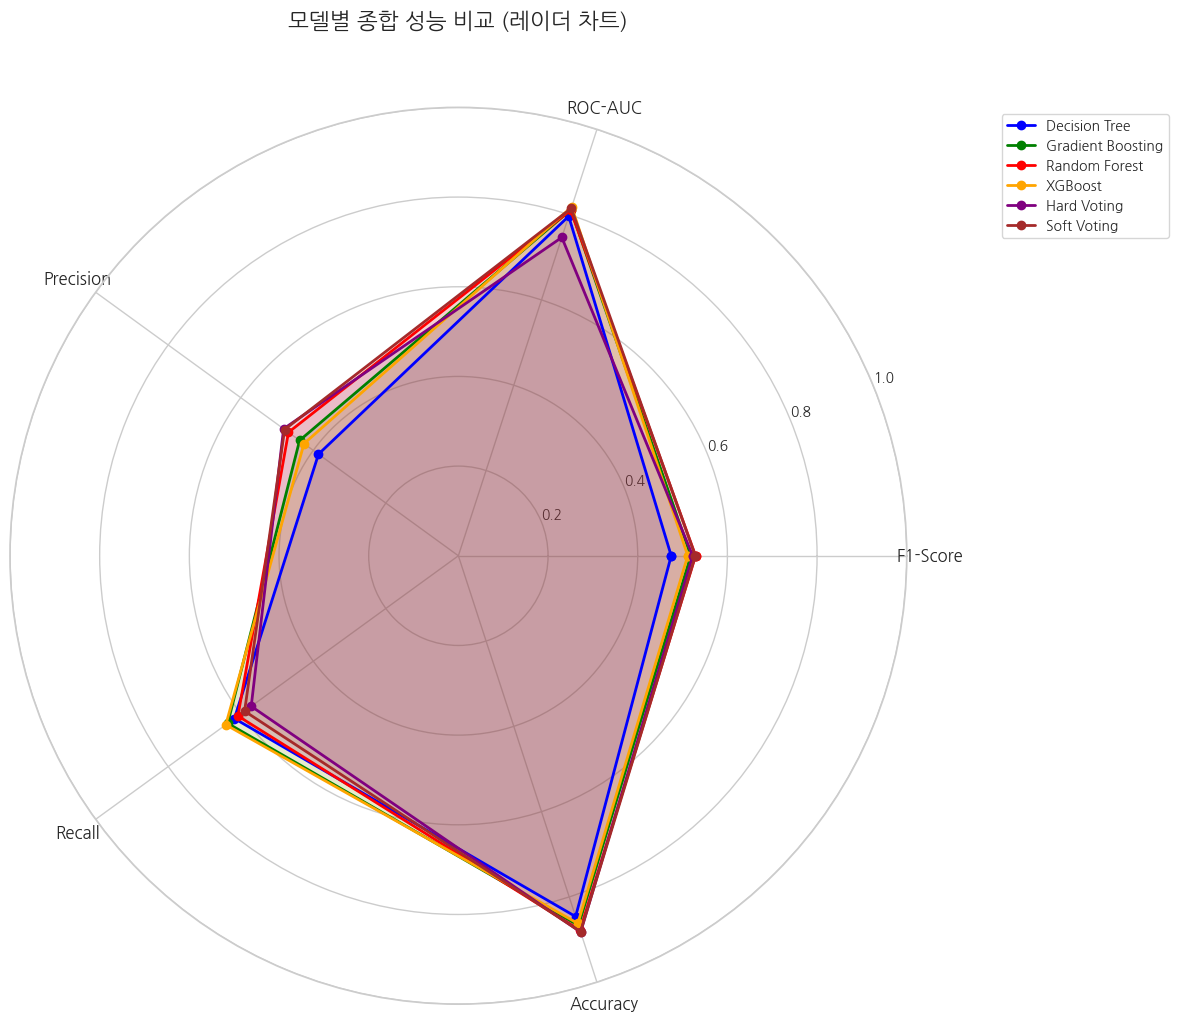 모델별 종합 성능 비교 (레이더 차트)
ROC-AUC
Decision Tree
Gradient Boosting
Random Forest
XGBoost
Hard Voting
Soft Voting
Precision
1.0
0.8
0.6
0.4
0.2
F1-Score
Recall
Accuracy